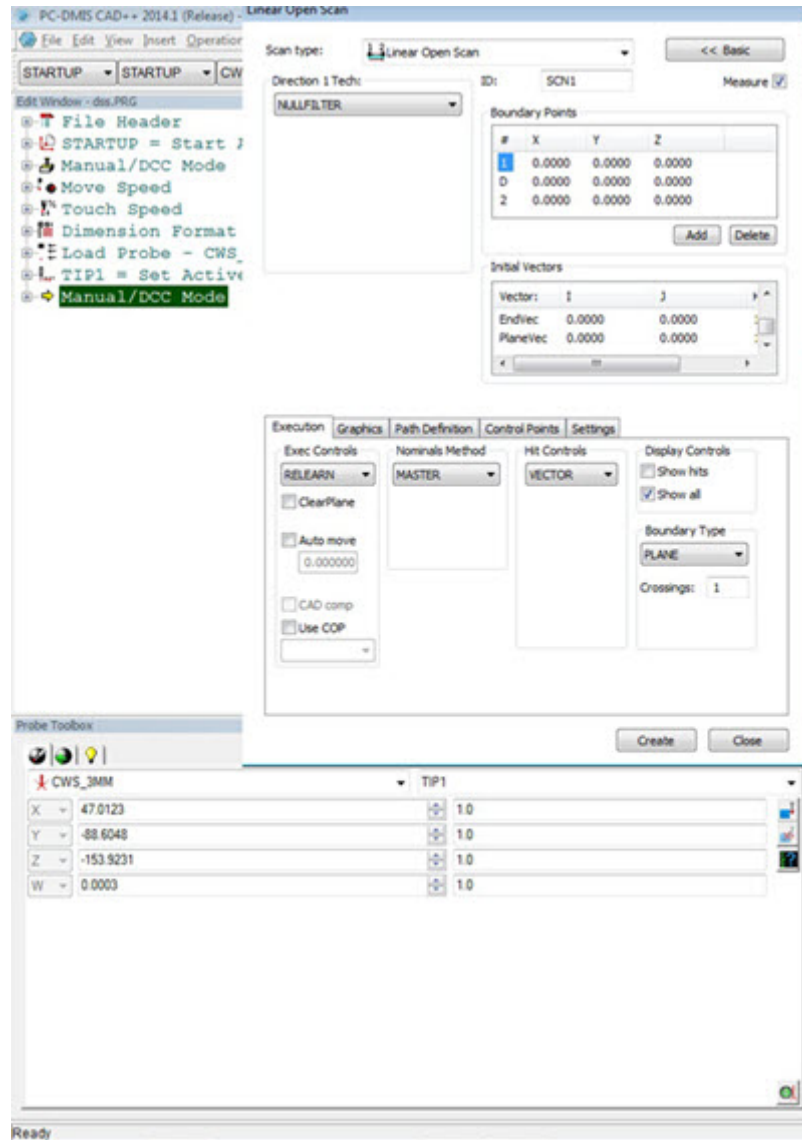 PC-DMIS CAD++ 2014.1 (Release) -
Linear Open Scan
File Edit View Insert Operation
STARTUP STARTUP CW
Edit Window - dss.PRG
File Header
STARTUP = Start
Manual/DCC Mode
Move Speed
Touch Speed
Dimension Format
Load Probe - CWS_
TIP1 = Set Active
Manual/DCC Mode
Scan type: Linear Open Scan << Basic
Direction 1 Tech: ID: SCN1 Measure
NULLFILTER
Boundary Points
# X Y Z
1 0.0000 0.0000 0.0000
D 0.0000 0.0000 0.0000
2 0.0000 0.0000 0.0000
Add Delete
Initial Vectors
Vector: I J
EndVec 0.0000 0.0000
PlaneVec 0.0000 0.0000
Execution Graphics Path Definition Control Points Settings
Exec Controls Nominals Method Hit Controls Display Controls
RELEARN MASTER VECTOR Show hits
ClearPlane Show all
Auto move Boundary Type
0.000000 PLANE
CAD comp Crossings: 1
Use COP
Create Close
Probe Toolbox
CWS_3MM TIP1
X 47.0123 1.0
Y -88.6048 1.0
Z -153.9231 1.0
W 0.0003 1.0
Ready